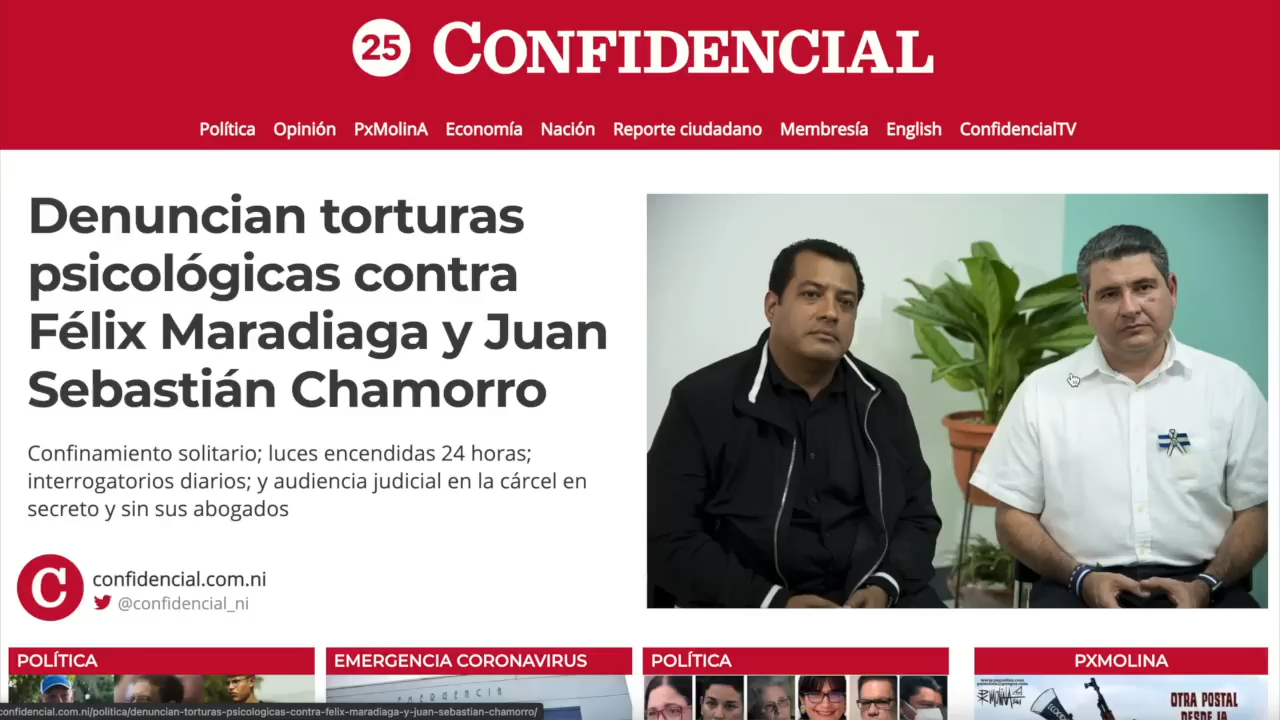 25 CONFIDENCIAL
Política Opinión PxMolinA Economía Nación Reporte ciudadano Membresía English ConfidencialTV
Denuncian torturas
psicológicas contra
Félix Maradiaga y Juan
Sebastián Chamorro
Confinamiento solitario; luces encendidas 24 horas;
interrogatorios diarios; y audiencia judicial en la cárcel en
secreto y sin sus abogados
C
confidencial.com.ni
@confidencial_ni
POLÍTICA
EMERGENCIA CORONAVIRUS
POLÍTICA
PXMOLINA
EMERGENCIA
OTRA POSTAL
DESDE LA
confidencial.com.ni/politica/denuncian-torturas-psicologicas-contra-felix-maradiaga-y-juan-sebastian-chamorro/